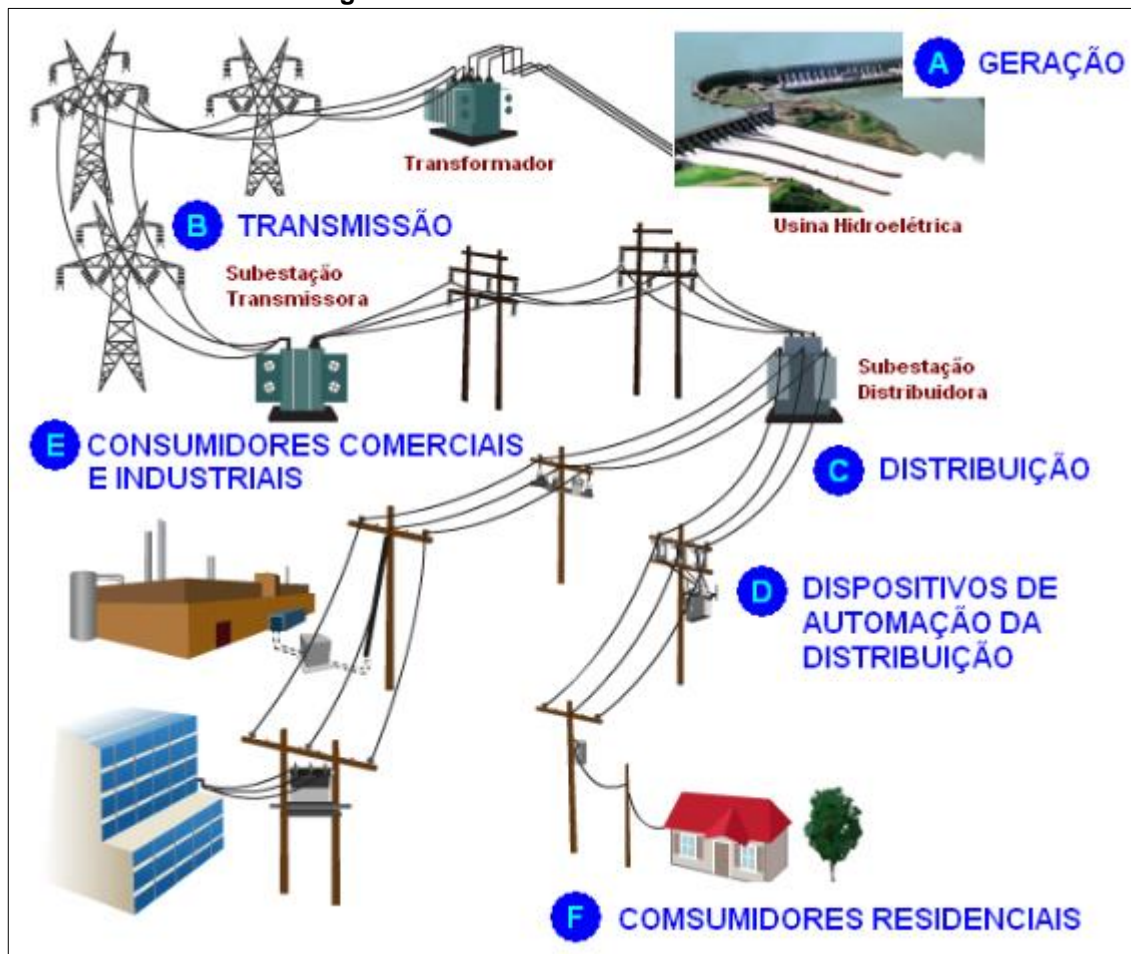 A GERAÇÃO
Transformador
Usina Hidroelétrica
B TRANSMISSÃO
Subestação
Transmissora
Subestação
Distribuidora
E CONSUMIDORES COMERCIAIS
E INDUSTRIAIS
C DISTRIBUIÇÃO
D DISPOSITIVOS DE
AUTOMAÇÃO DA
DISTRIBUIÇÃO
F COMSUMIDORES RESIDENCIAIS